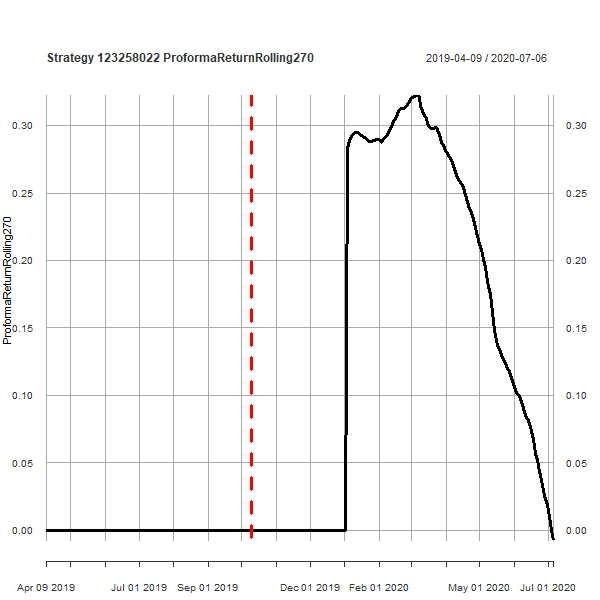 Strategy 123258022 ProformaReturnRolling270
2019-04-09 / 2020-07-06
ProformaReturnRolling270
0.30
0.25
0.20
0.15
0.10
0.05
0.00
0.30
0.25
0.20
0.15
0.10
0.05
0.00
Apr 09 2019
Jul 01 2019
Sep 01 2019
Dec 01 2019
Feb 01 2020
May 01 2020
Jul 01 2020